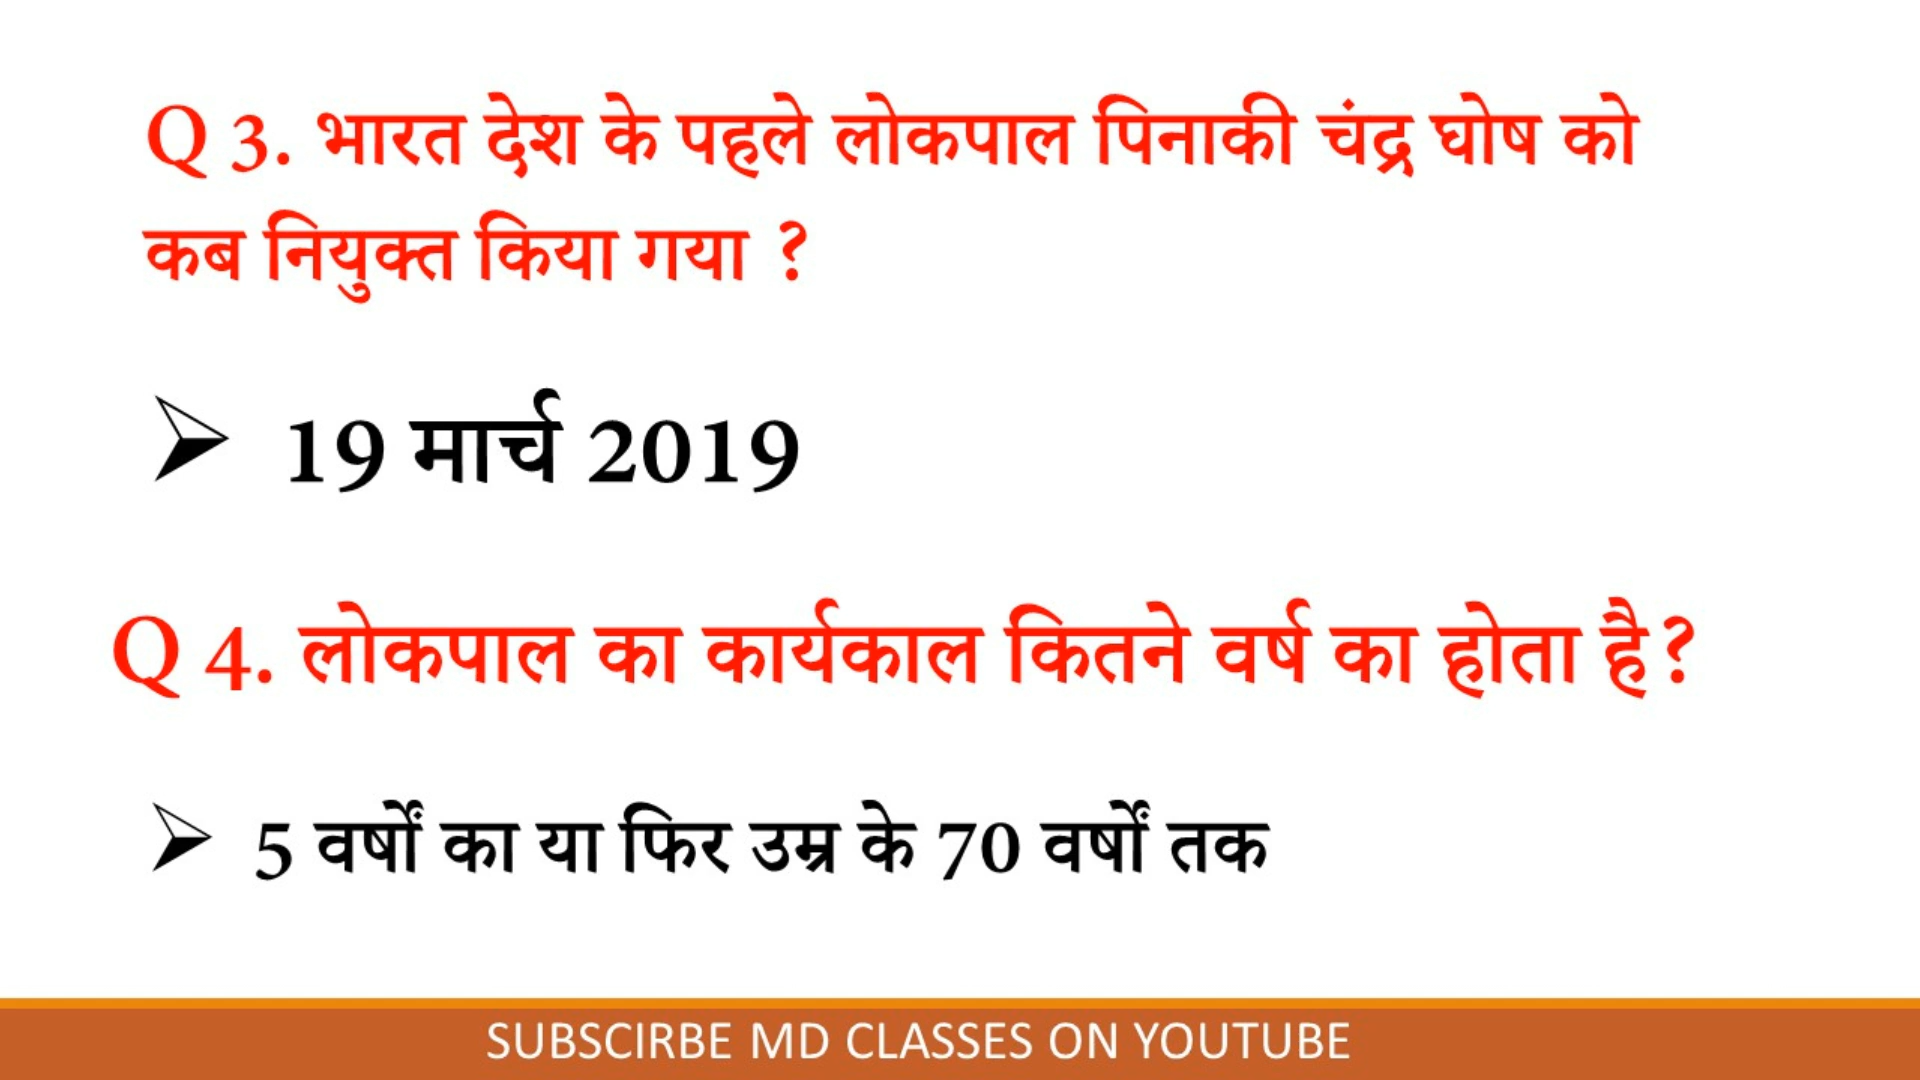 Q 3. भारत देश के पहले लोकपाल पिनाकी चंद्र घोष को
कब नियुक्त किया गया ?
➢ 19 मार्च 2019
Q 4. लोकपाल का कार्यकाल कितने वर्ष का होता है?
➢ 5 वर्षों का या फिर उम्र के 70 वर्षों तक
SUBSCIRBE MD CLASSES ON YOUTUBE